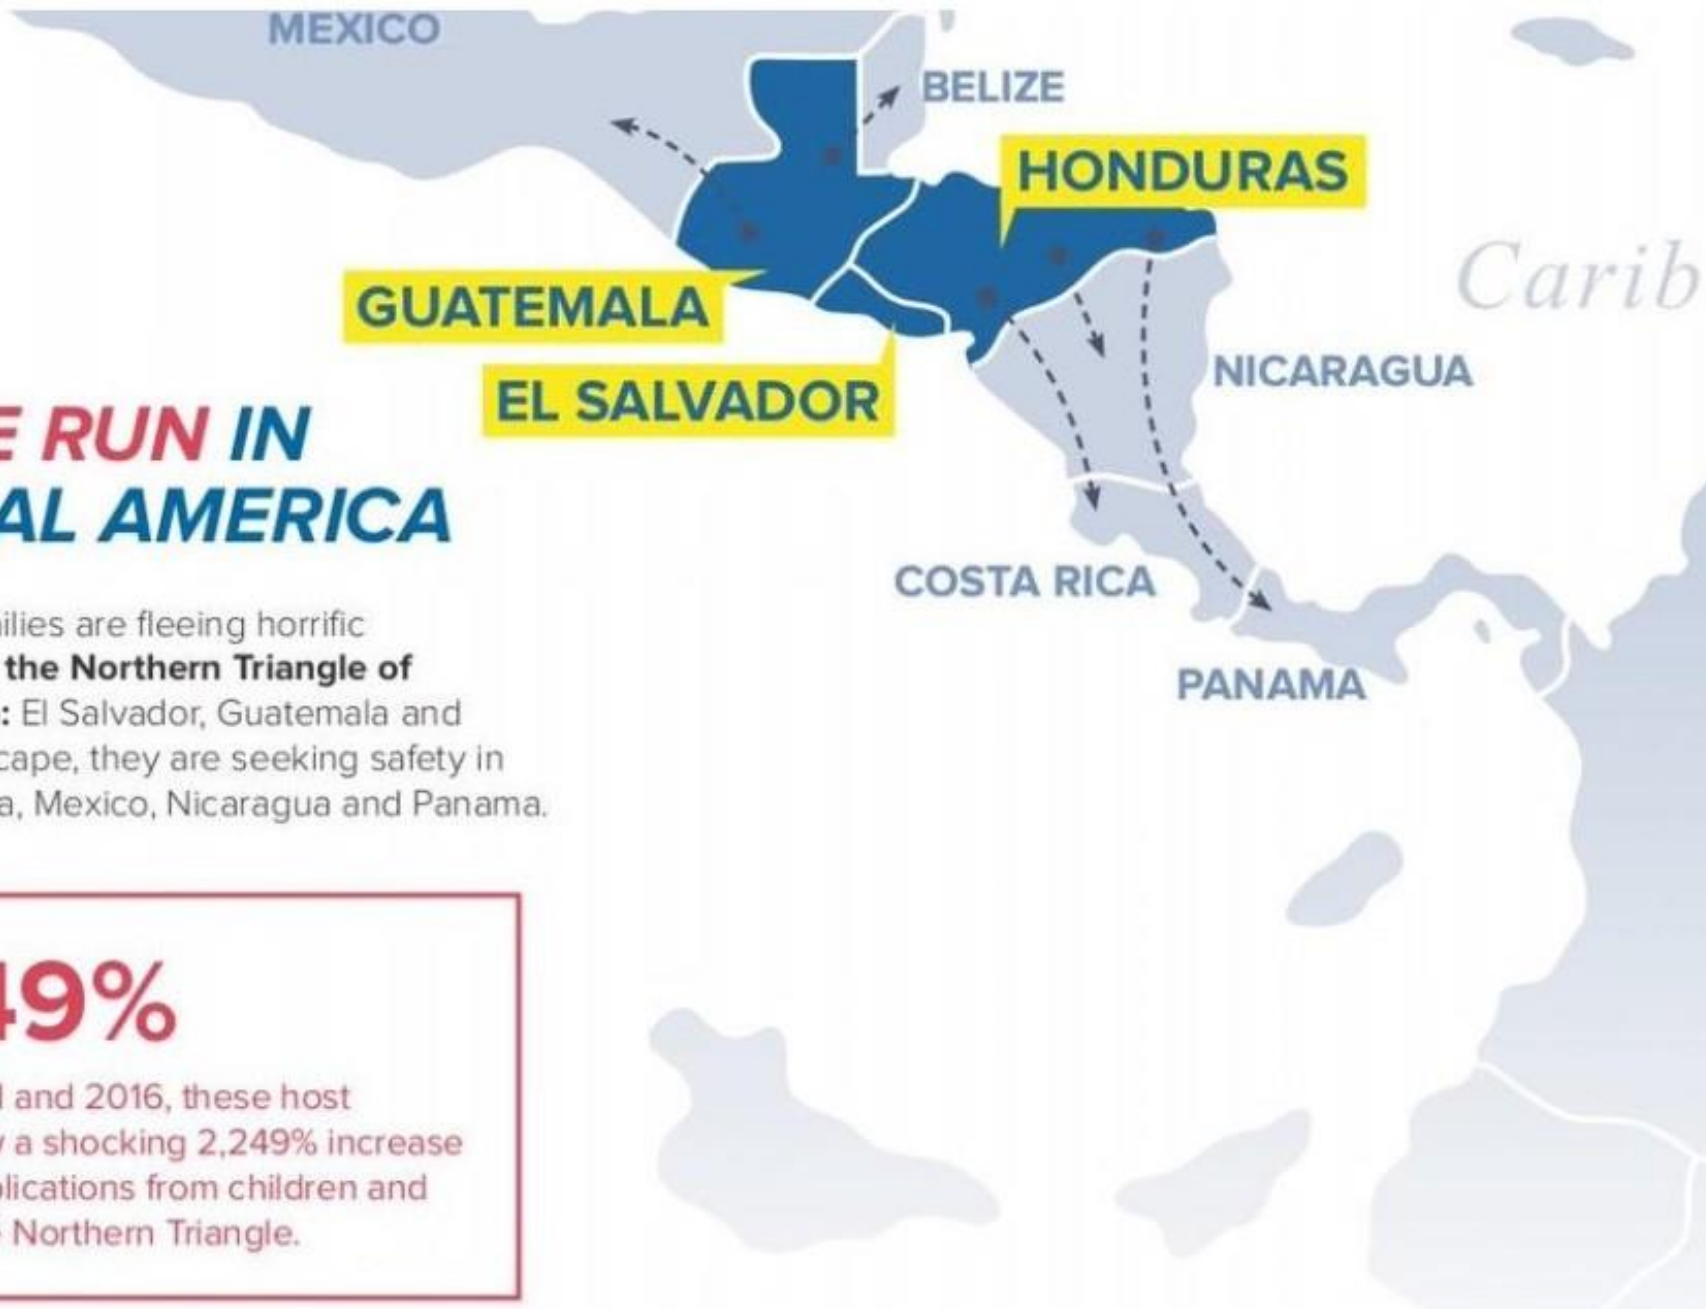 MEXICO
BELIZE
HONDURAS
Carib
GUATEMALA
NICARAGUA
EL SALVADOR
E RUN IN
AL AMERICA
COSTA RICA
PANAMA
ilies are fleeing horrific
the Northern Triangle of
: El Salvador, Guatemala and
cape, they are seeking safety in
a, Mexico, Nicaragua and Panama.
49%
and 2016, these host
a shocking 2,249% increase
plications from children and
Northern Triangle.